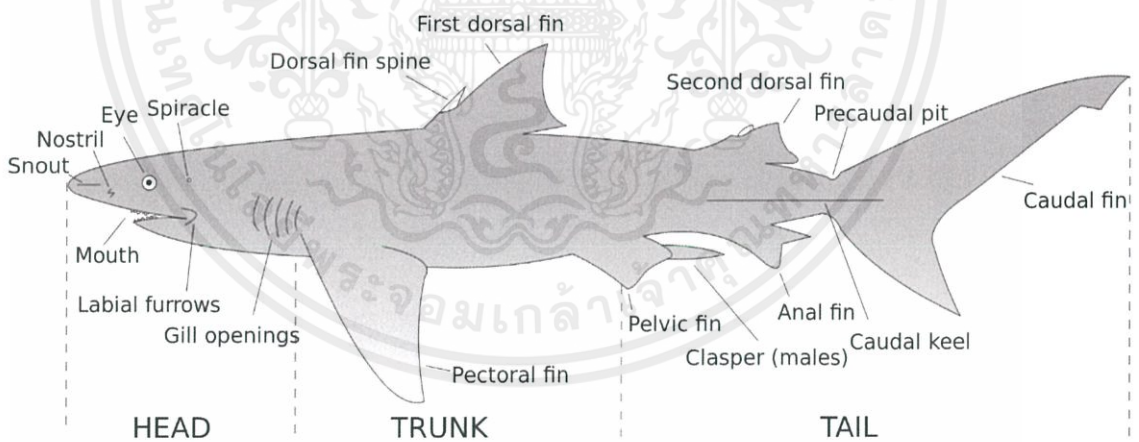 First dorsal fin
Dorsal fin spine
Second dorsal fin
Precaudal pit
Eye
Spiracle
Nostril
Snout
Caudal fin
Mouth
Labial furrows
Gill openings
Pelvic fin
Anal fin
Clasper (males)
Caudal keel
Pectoral fin
HEAD
TRUNK
TAIL